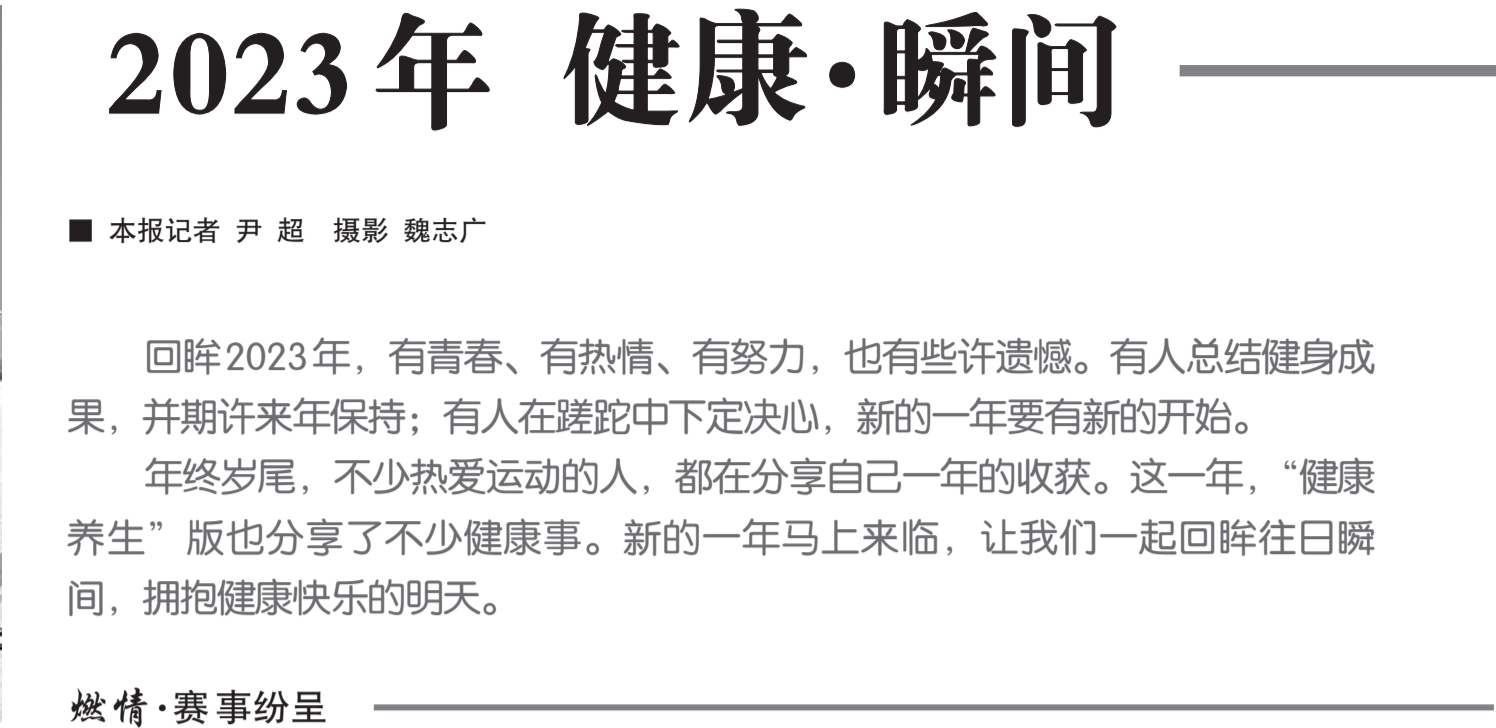 2023年 健康·瞬间
■ 本报记者 尹 超 摄影 魏志广
回眸2023年，有青春、有热情、有努力，也有些许遗憾。有人总结健身成
果，并期许来年保持；有人在蹉跎中下定决心，新的一年要有新的开始。
年终岁尾，不少热爱运动的人，都在分享自己一年的收获。这一年，“健康
养生”版也分享了不少健康事。新的一年马上来临，让我们一起回眸往日瞬
间，拥抱健康快乐的明天。
燃情·赛事纷呈